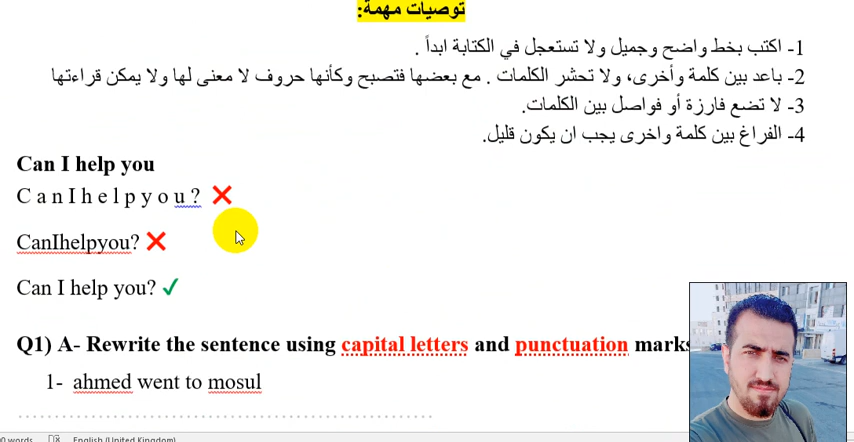 توصيات مهمة:
1- اكتب بخط واضح وجميل ولا تستعجل في الكتابة ابداً .
2- باعد بين كلمة وأخرى، ولا تحشر الكلمات . مع بعضها فتصبح وكأنها حروف لا معنى لها ولا يمكن قراءتها
3- لا تضع فارزة أو فواصل بين الكلمات.
4- الفراغ بين كلمة واخرى يجب ان يكون قليل.
Can I help you
C a n I h e l p y o u ? ❌
CanIhelpyou? ❌
Can I help you? ✓
Q1) A- Rewrite the sentence using capital letters and punctuation marks
1- ahmed went to mosul
words English (United Kingdom)